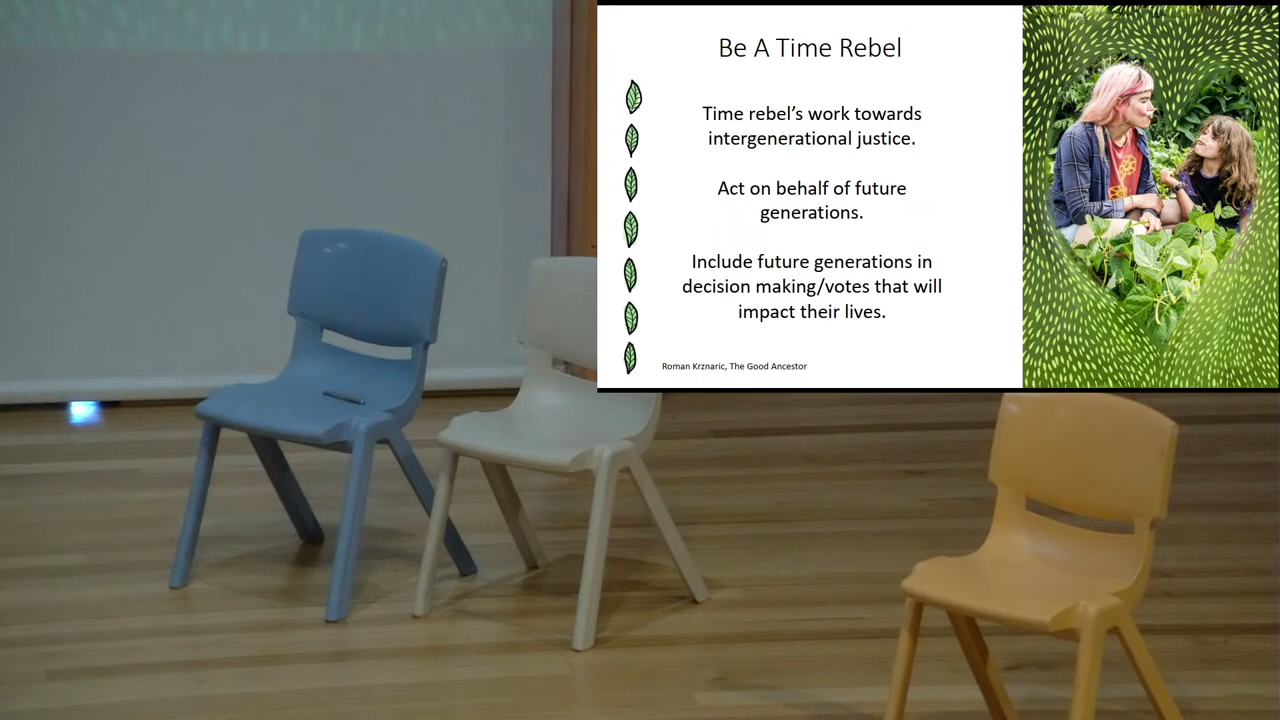 Be A Time Rebel
Time rebel’s work towards
intergenerational justice.
Act on behalf of future
generations.
Include future generations in
decision making/votes that will
impact their lives.
Roman Krznaric, The Good Ancestor